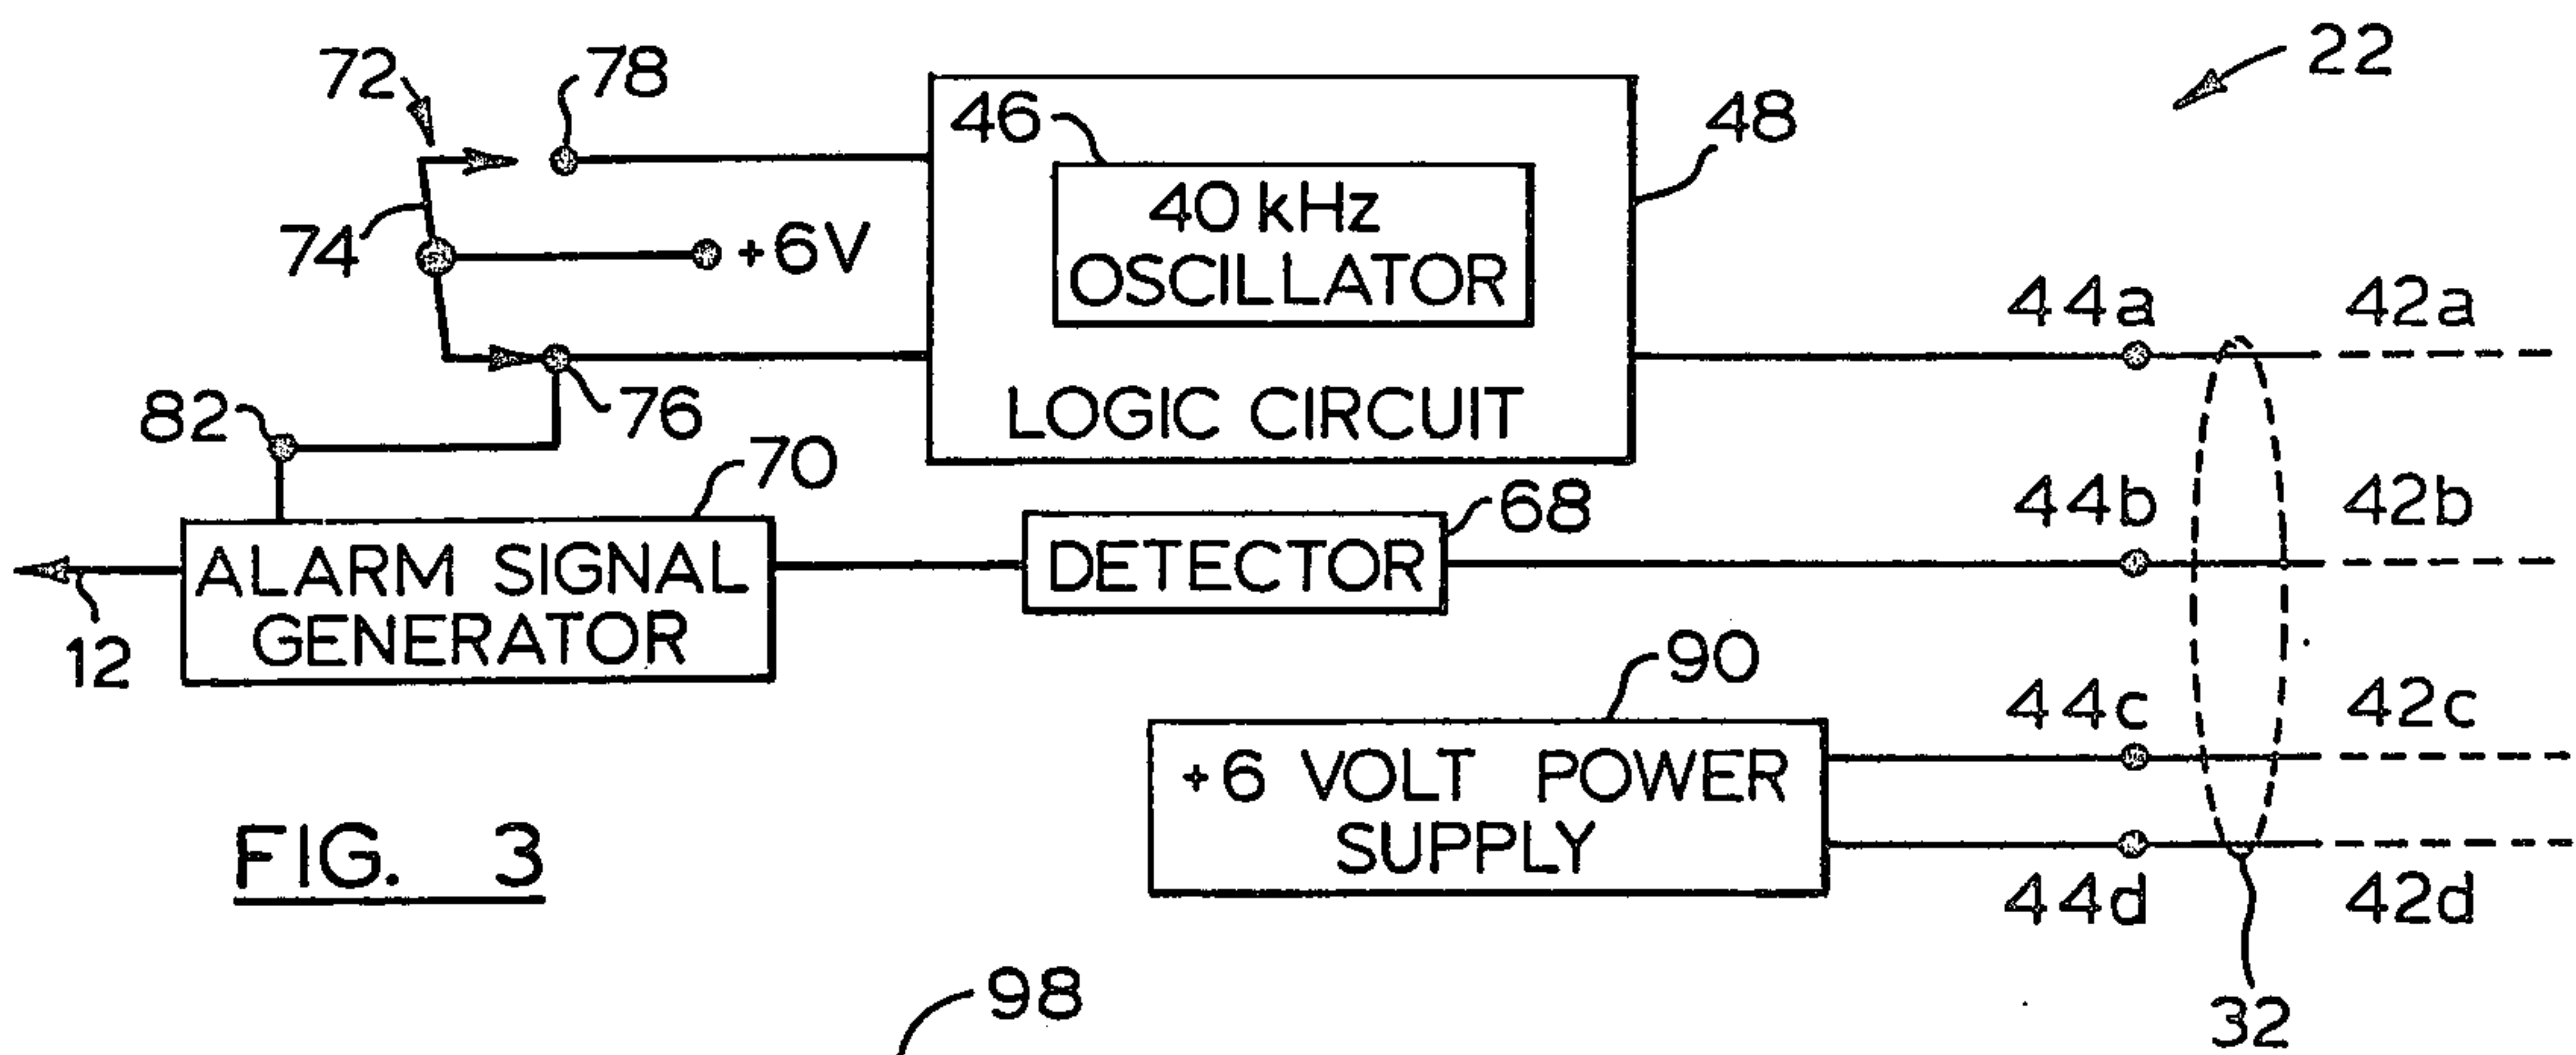 22
72
78
46
48
40 kHz
OSCILLATOR
74
+6V
44a
42a
LOGIC CIRCUIT
82
76
70
44b
42b
68
ALARM SIGNAL
GENERATOR
DETECTOR
12
90
44c
42c
+6 VOLT POWER
SUPPLY
FIG. 3
44d
42d
98
32